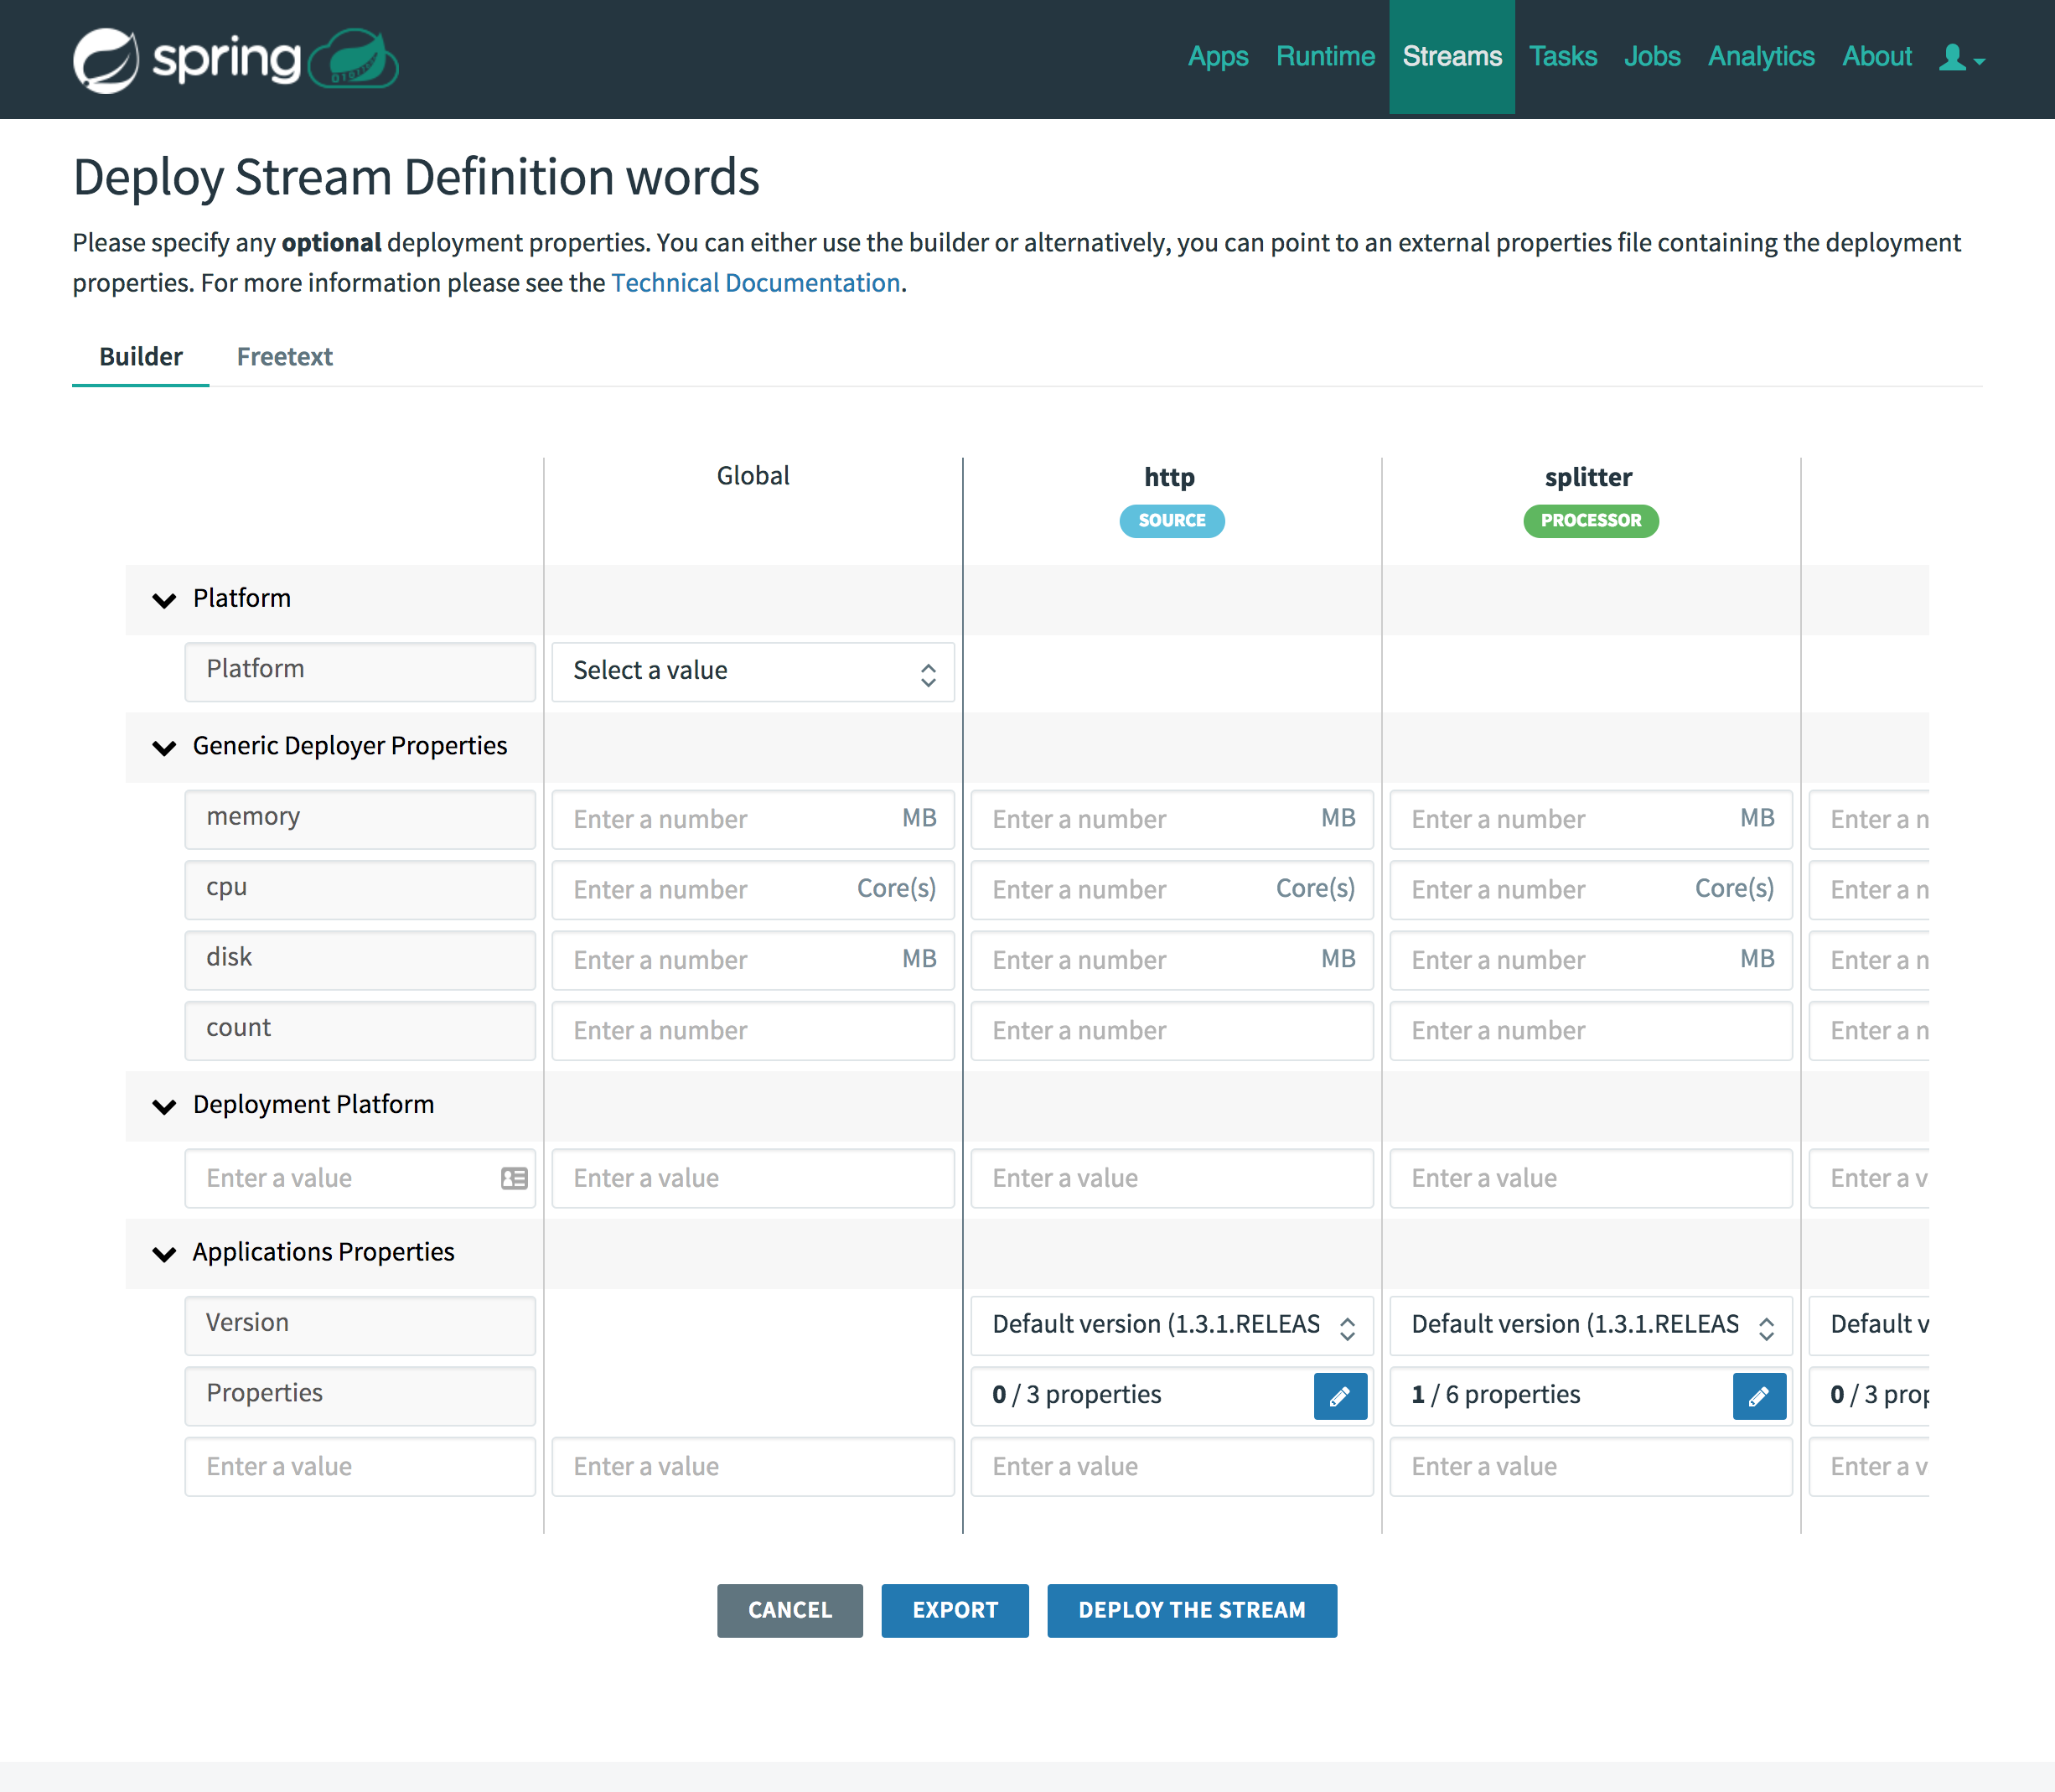 spring
Apps Runtime Streams Tasks Jobs Analytics About
Deploy Stream Definition words
Please specify any optional deployment properties. You can either use the builder or alternatively, you can point to an external properties file containing the deployment
properties. For more information please see the Technical Documentation.
Builder Freetext
Global http splitter
SOURCE PROCESSOR
Platform
Platform Select a value
Generic Deployer Properties
memory Enter a number MB Enter a number MB Enter a number MB Enter a n
cpu Enter a number Core(s) Enter a number Core(s) Enter a number Core(s) Enter a n
disk Enter a number MB Enter a number MB Enter a number MB Enter a n
count Enter a number Enter a number Enter a number Enter a n
Deployment Platform
Enter a value Enter a value Enter a value Enter a value Enter a v
Applications Properties
Version Default version (1.3.1.RELEAS Default version (1.3.1.RELEAS Default v
Properties 0 / 3 properties 1 / 6 properties 0 / 3 prop
Enter a value Enter a value Enter a value Enter a value Enter a v
CANCEL EXPORT DEPLOY THE STREAM